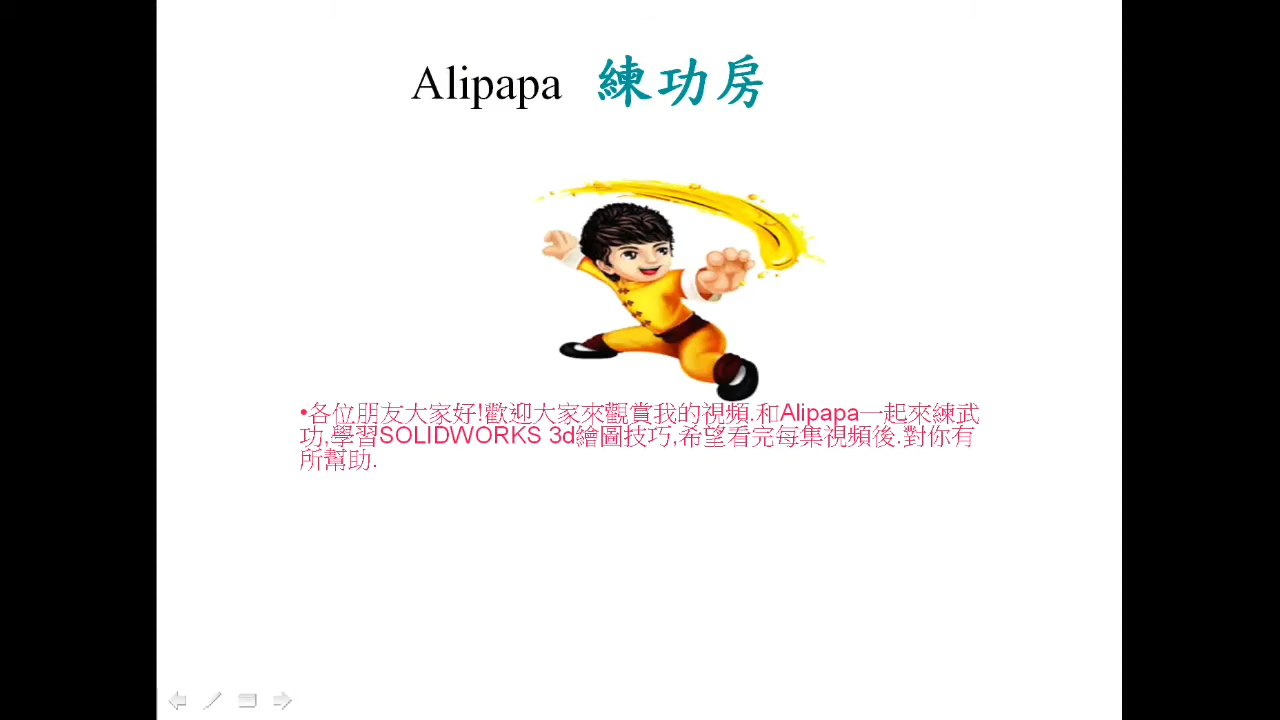 Alipapa 練功房
•各位朋友大家好!歡迎大家來觀賞我的視頻.和Alipapa一起來練武
功,學習SOLIDWORKS 3d繪圖技巧,希望看完每集視頻後.對你有
所幫助.